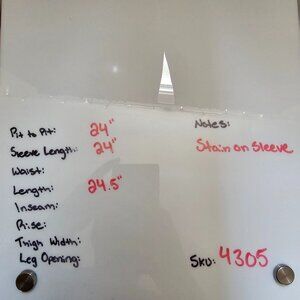 Pit to Pit: 24"
Sleeve Length: 24"
Waist:
Length: 24.5"
Inseam:
Rise:
Thigh Width:
Leg Opening:
Notes:
Stain on sleeve
SKU: 4305